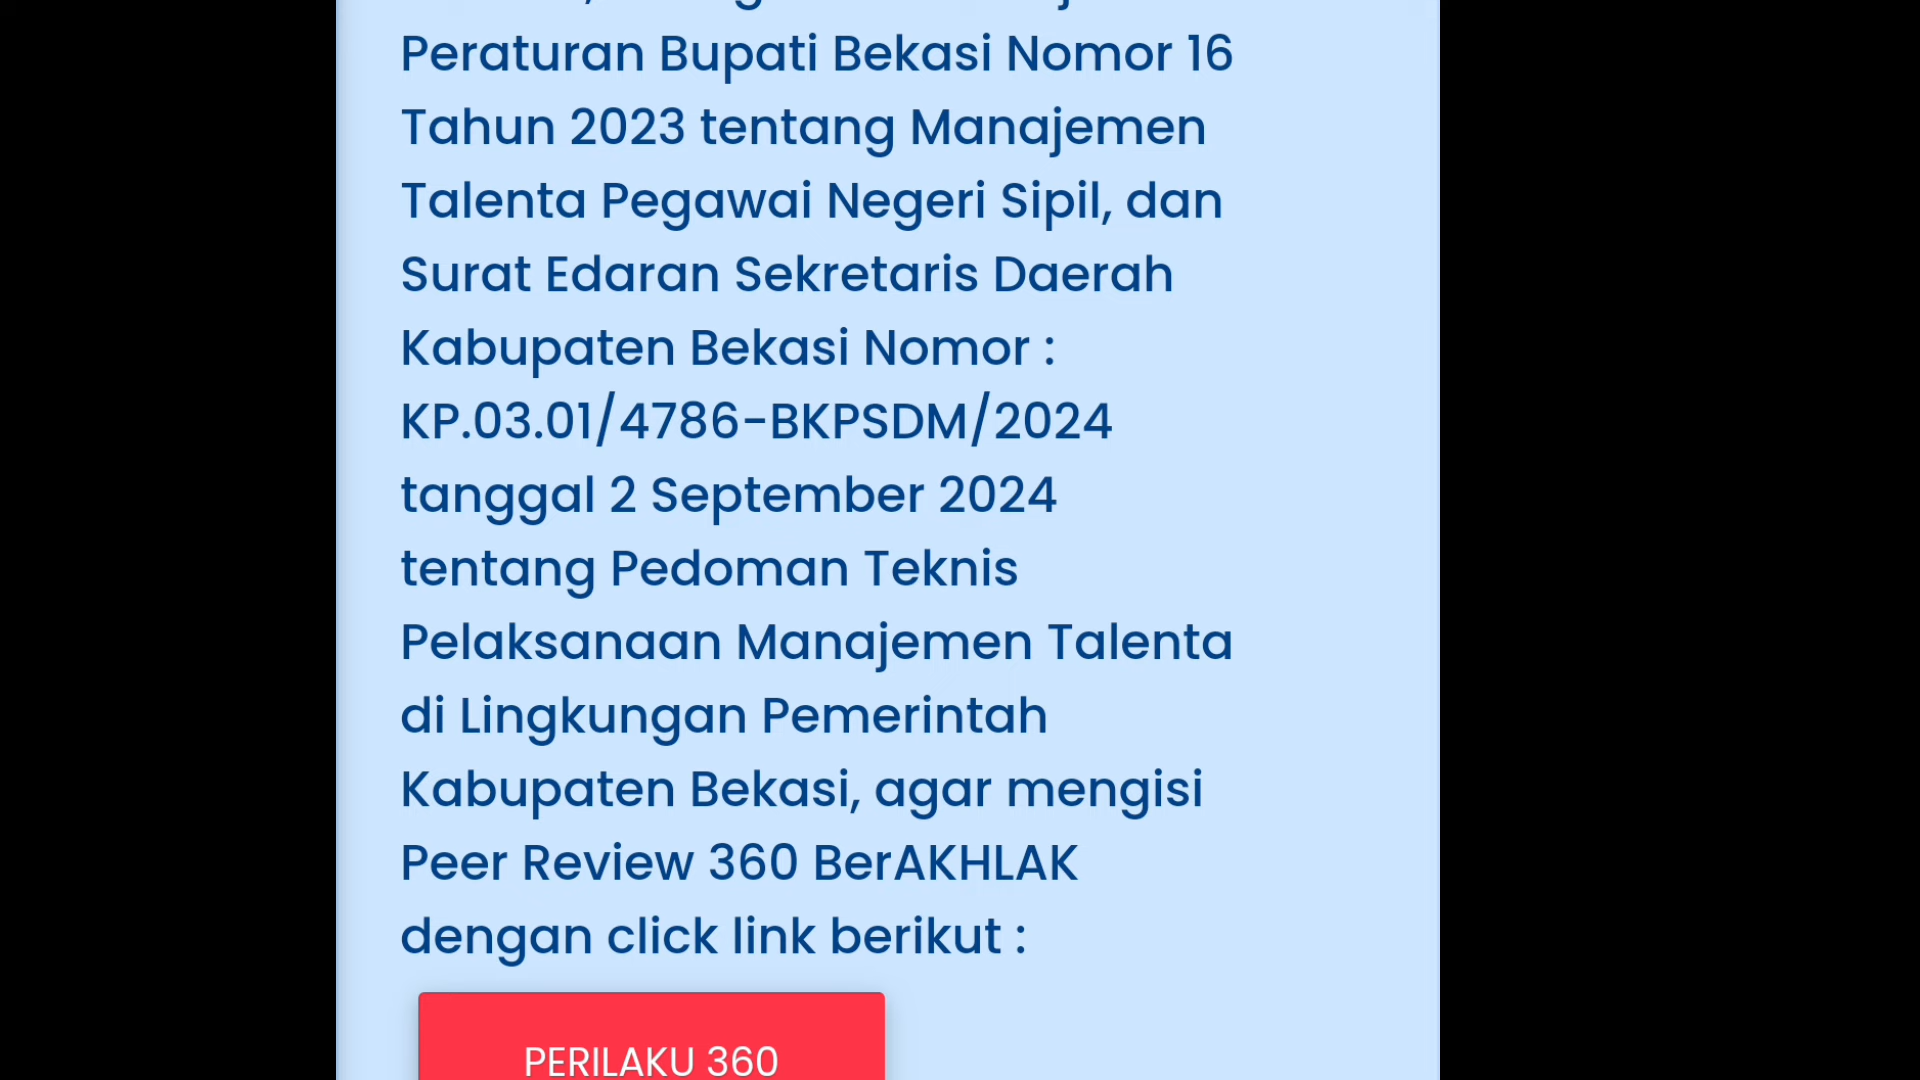 Peraturan Bupati Bekasi Nomor 16
Tahun 2023 tentang Manajemen
Talenta Pegawai Negeri Sipil, dan
Surat Edaran Sekretaris Daerah
Kabupaten Bekasi Nomor :
KP.03.01/4786-BKPSDM/2024
tanggal 2 September 2024
tentang Pedoman Teknis
Pelaksanaan Manajemen Talenta
di Lingkungan Pemerintah
Kabupaten Bekasi, agar mengisi
Peer Review 360 BerAKHLAK
dengan click link berikut :
PERILAKU 360